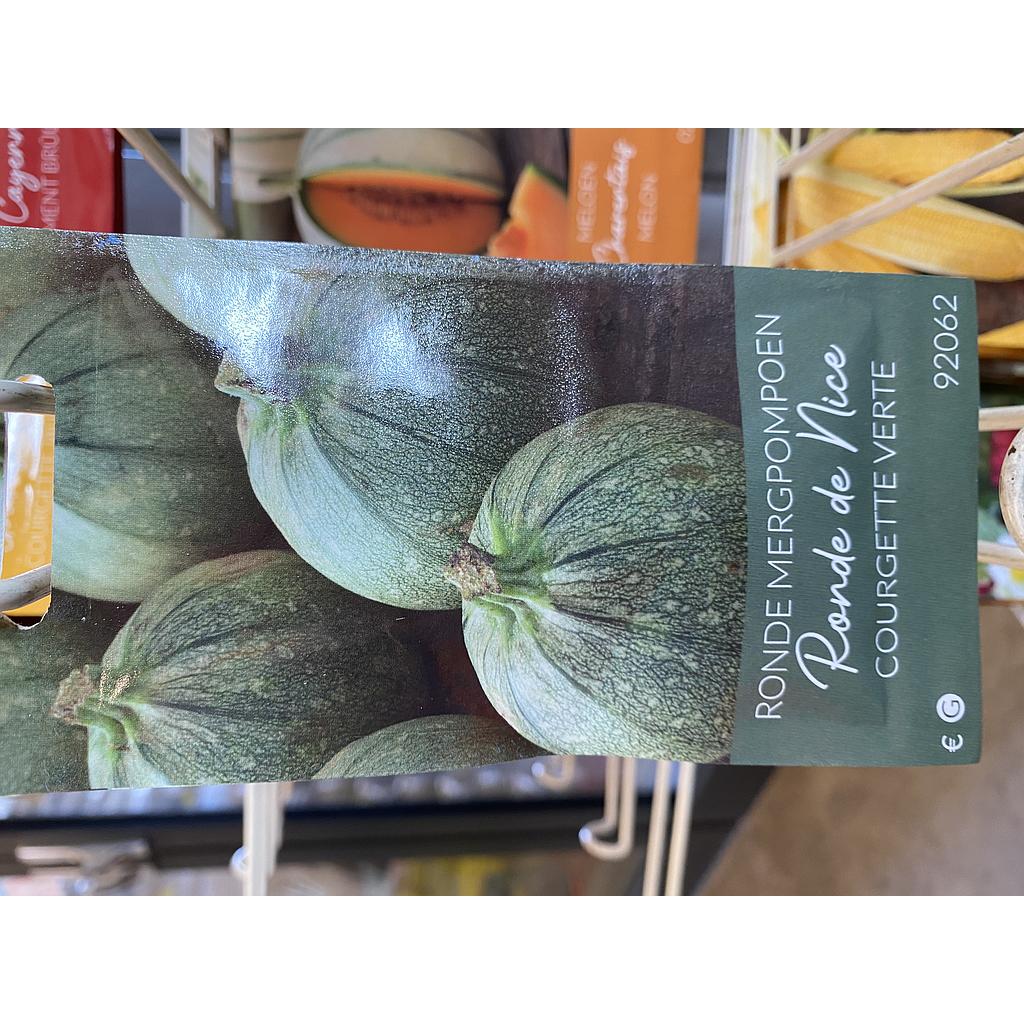 RONDE MERGPOMPOEN
Ronde de Nice
COURGETTE VERTE
€ G
92062
MELOEN
Charentais
MELON